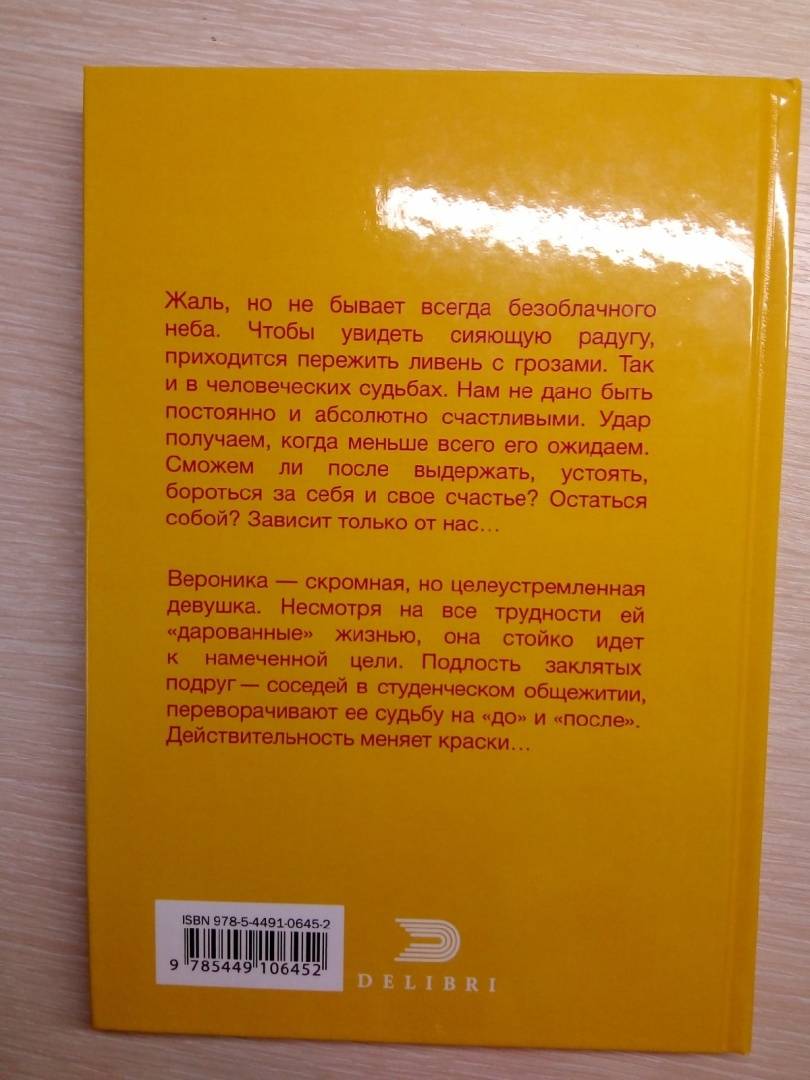 Жаль, но не бывает всегда безоблачного
неба. Чтобы увидеть сияющую радугу,
приходится пережить ливень с грозами. Так
и в человеческих судьбах. Нам не дано быть
постоянно и абсолютно счастливыми. Удар
получаем, когда меньше всего его ожидаем.
Сможем ли после выдержать, устоять,
бороться за себя и свое счастье? Остаться
собой? Зависит только от нас…
Вероника — скромная, но целеустремленная
девушка. Несмотря на все трудности ей
«дарованные» жизнью, она стойко идет
к намеченной цели. Подлость заклятых
подруг — соседей в студенческом общежитии,
переворачивают ее судьбу на «до» и «после».
Действительность меняет краски…
ISBN 978-5-4491-0645-2
9 785449 106452
DELIBRI